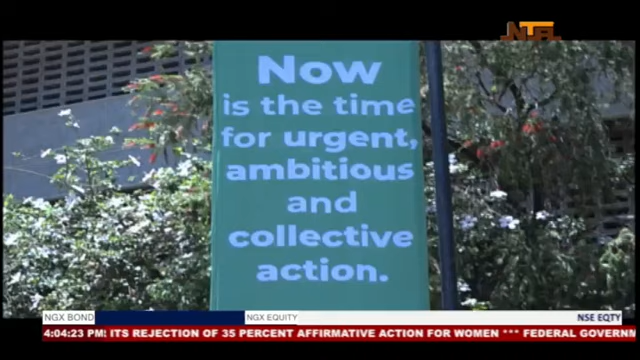 NTA
Now
is the time
for urgent,
ambitious
and
collective
action.
NGX BOND NGX EQUITY NSE EQTY
4:04:23 PM: ITS REJECTION OF 35 PERCENT AFFIRMATIVE ACTION FOR WOMEN *** FEDERAL GOVERNM